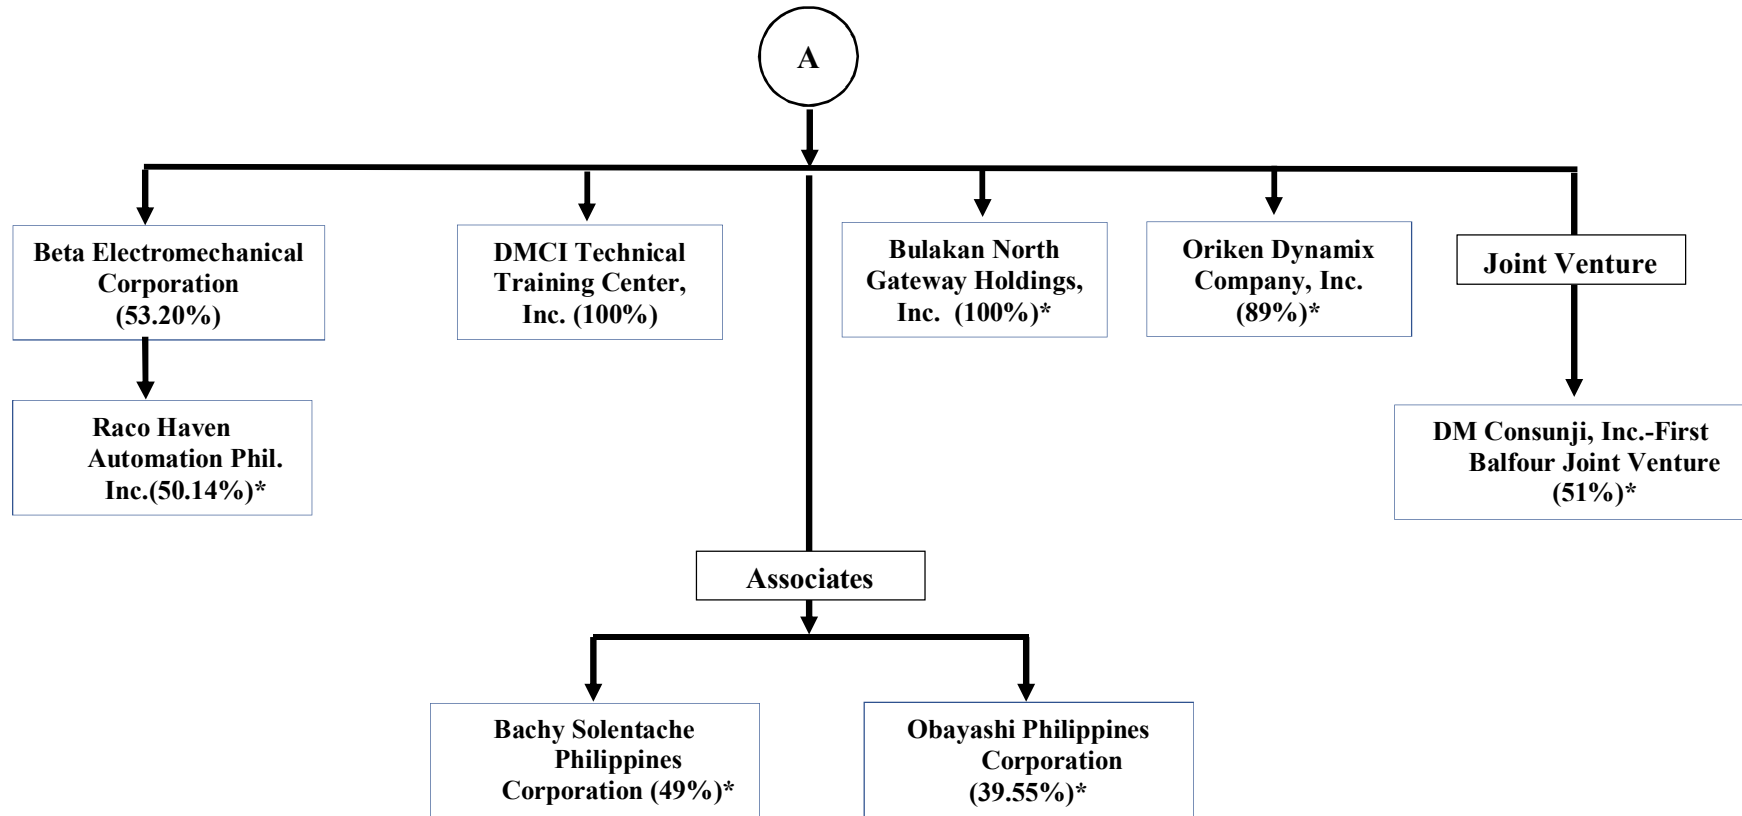 A
Beta Electromechanical
Corporation
(53.20%)
DMCI Technical
Training Center,
Inc. (100%)
Bulakan North
Gateway Holdings,
Inc. (100%)*
Oriken Dynamix
Company, Inc.
(89%)*
Joint Venture
Raco Haven
Automation Phil.
Inc.(50.14%)*
DM Consunji, Inc.-First
Balfour Joint Venture
(51%)*
Associates
Bachy Solentache
Philippines
Corporation (49%)*
Obayashi Philippines
Corporation
(39.55%)*